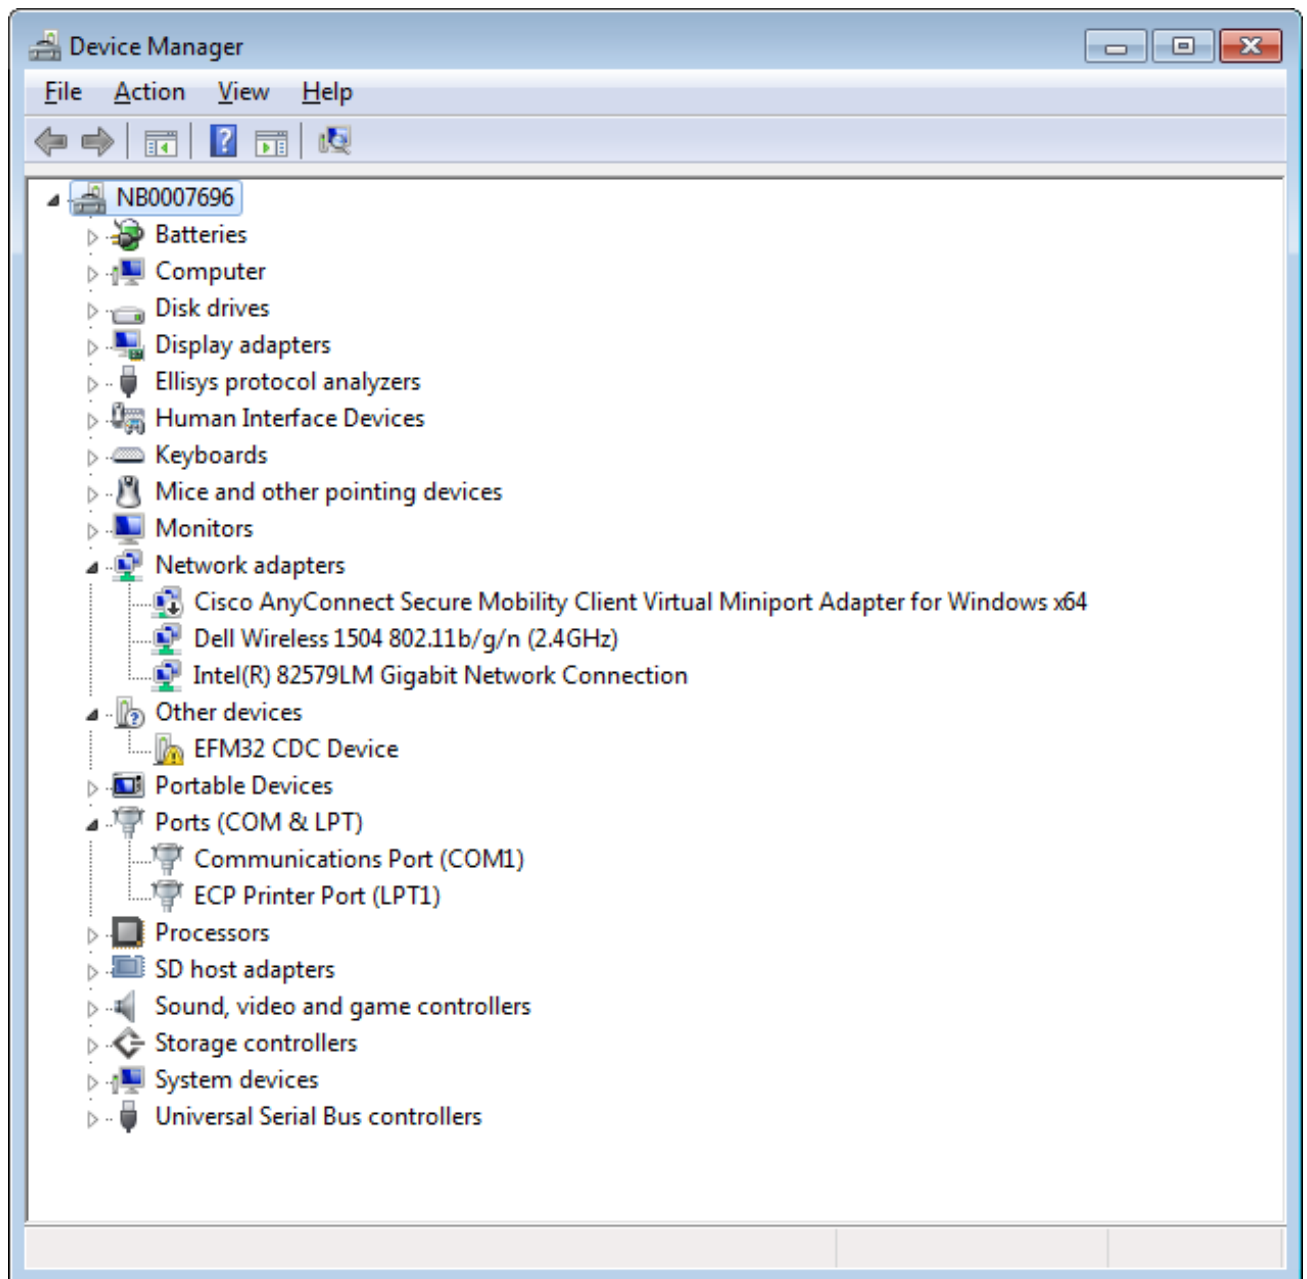 Device Manager
File Action View Help
NB0007696
Batteries
Computer
Disk drives
Display adapters
Ellisys protocol analyzers
Human Interface Devices
Keyboards
Mice and other pointing devices
Monitors
Network adapters
Cisco AnyConnect Secure Mobility Client Virtual Miniport Adapter for Windows x64
Dell Wireless 1504 802.11b/g/n (2.4GHz)
Intel(R) 82579LM Gigabit Network Connection
Other devices
EFM32 CDC Device
Portable Devices
Ports (COM & LPT)
Communications Port (COM1)
ECP Printer Port (LPT1)
Processors
SD host adapters
Sound, video and game controllers
Storage controllers
System devices
Universal Serial Bus controllers